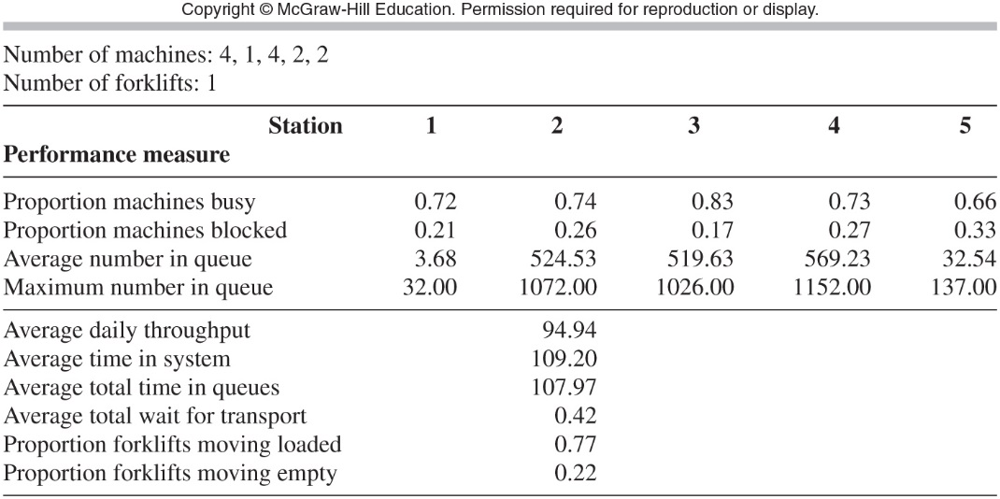 Copyright © McGraw-Hill Education. Permission required for reproduction or display.
Number of machines: 4, 1, 4, 2, 2
Number of forklifts: 1
Station 1 2 3 4 5
Performance measure
Proportion machines busy 0.72 0.74 0.83 0.73 0.66
Proportion machines blocked 0.21 0.26 0.17 0.27 0.33
Average number in queue 3.68 524.53 519.63 569.23 32.54
Maximum number in queue 32.00 1072.00 1026.00 1152.00 137.00
Average daily throughput 94.94
Average time in system 109.20
Average total time in queues 107.97
Average total wait for transport 0.42
Proportion forklifts moving loaded 0.77
Proportion forklifts moving empty 0.22